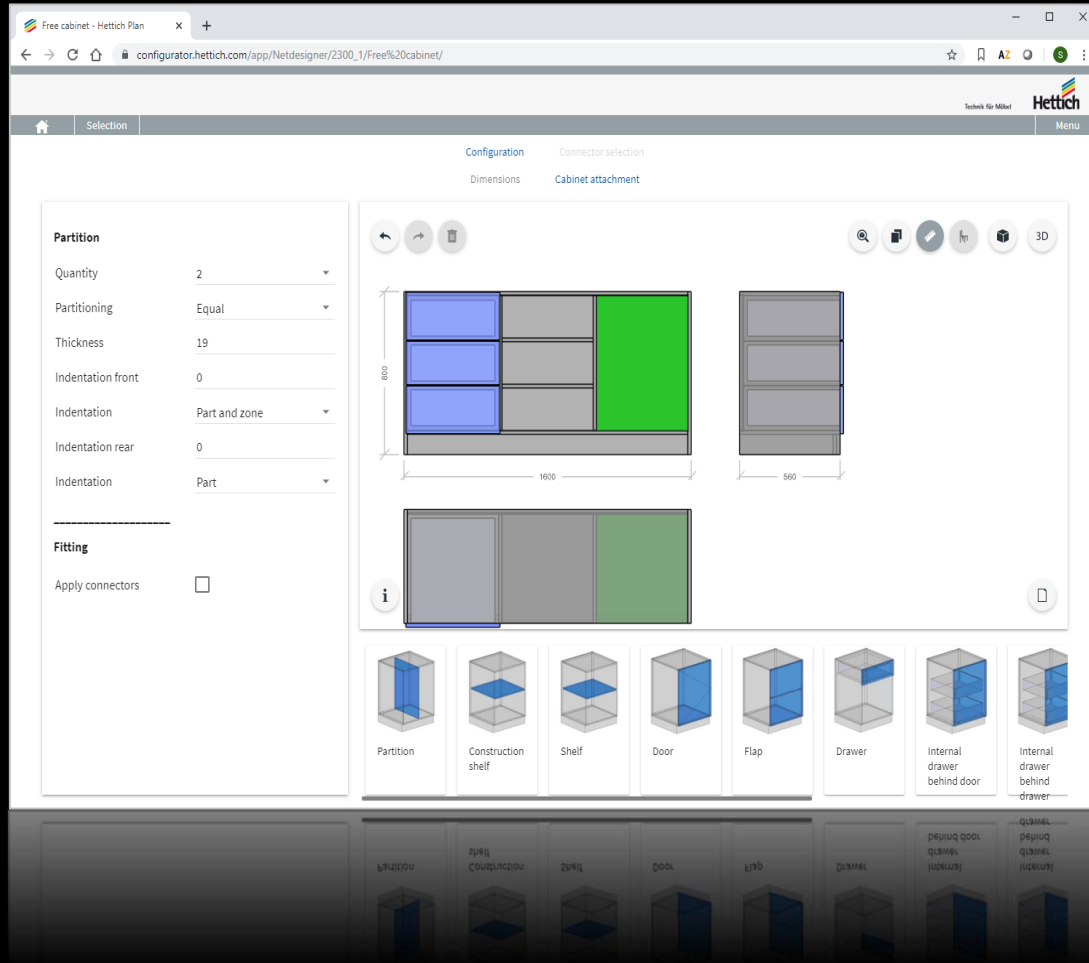 Free cabinet - Hettich Plan
configurator.hettich.com/app/Netdesigner/2300_1/Free%20cabinet/
AZ
S
Technik für Möbel
Hettich
Selection
Menu
Configuration
Connector selection
Dimensions
Cabinet attachment
Partition
Quantity
2
Partitioning
Equal
Thickness
19
Indentation front
0
Indentation
Part and zone
Indentation rear
0
Indentation
Part
Fitting
Apply connectors
3D
800
1600
560
i
Partition
Construction
shelf
Shelf
Door
Flap
Drawer
Internal
drawer
behind door
Internal
drawer
behind
drawer